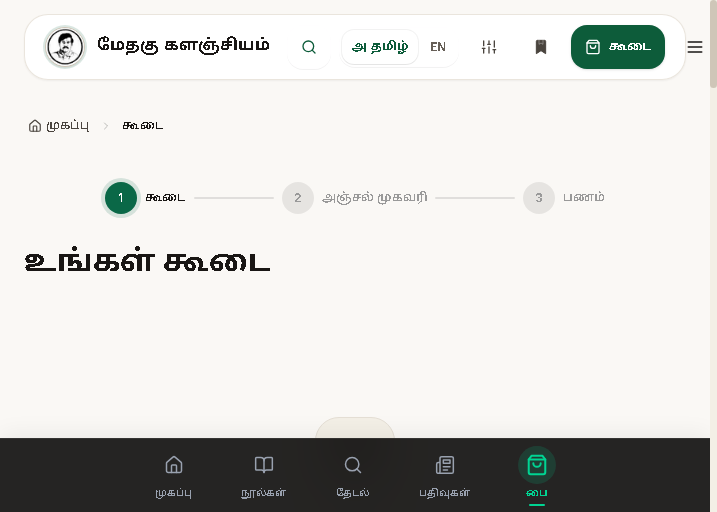 மேதகு களஞ்சியம்
அ தமிழ் EN
கூடை
முகப்பு > கூடை
1 கூடை 2 அஞ்சல் முகவரி 3 பணம்
உங்கள் கூடை
முகப்பு நூல்கள் தேடல் பதிவுகள் பை